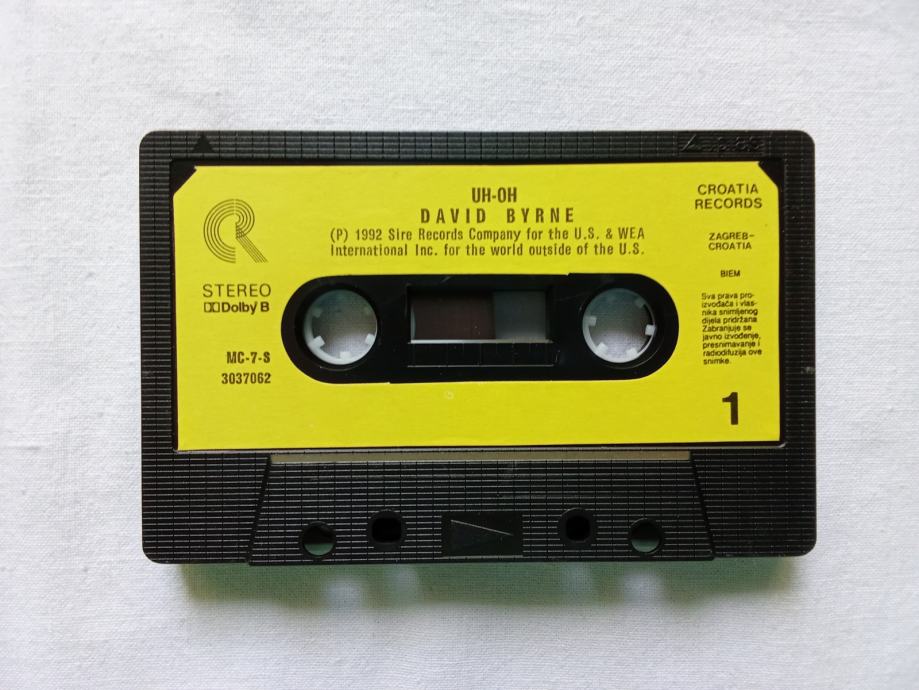 UH-OH
DAVID BYRNE
(P) 1992 Sire Records Company for the U.S. & WEA
International Inc. for the world outside of the U.S.
STEREO
Dolby B
MC-7-S
3037062
CROATIA
RECORDS
ZAGREB-
CROATIA
BIEM
Sva prava pro-
izvođača i vlas-
nika snimljenog
dijela pridržana
Zabranjuje se
javno izvođenje,
presnimavanje i
radiodifuzija ove
snimke.
1